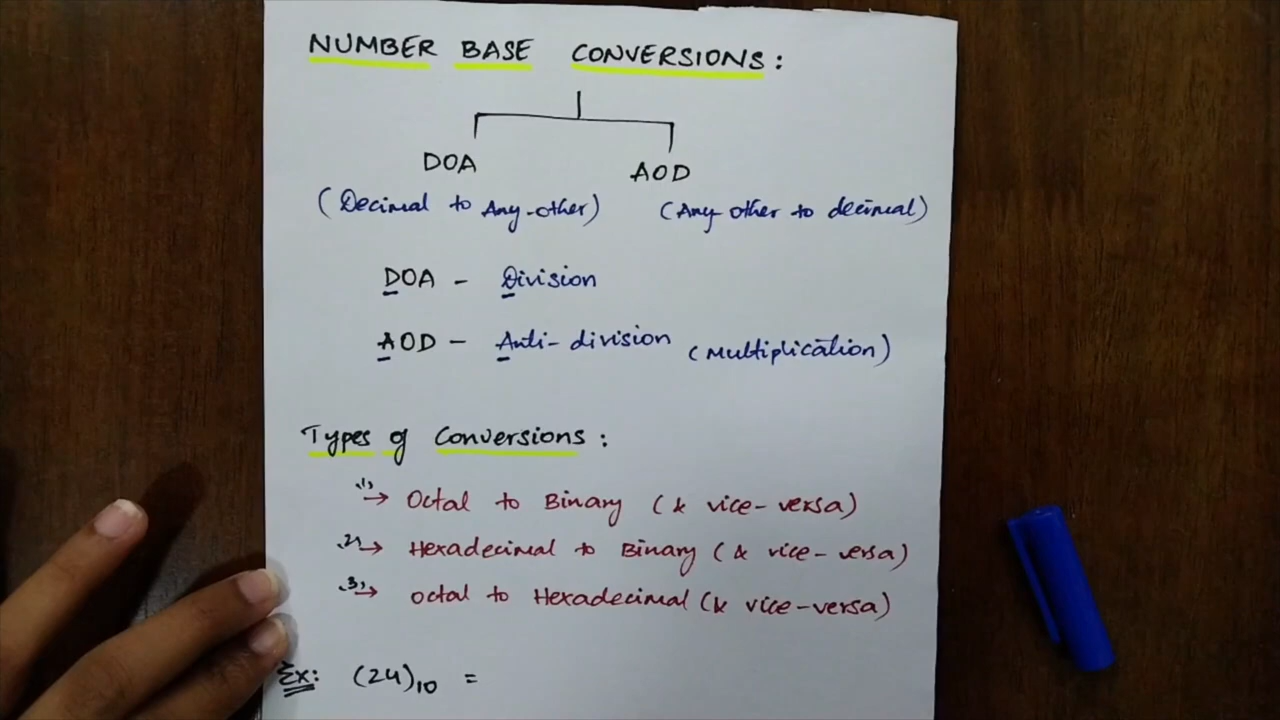 NUMBER BASE CONVERSIONS :
DOA AOD
(Decimal to Any-other) (Any other to decimal)
DOA - Division
AOD - Anti-division (Multiplication)
Types of Conversions :
1) → Octal to Binary (& vice-versa)
2) → Hexadecimal to Binary (& vice-versa)
3) → octal to Hexadecimal (& vice-versa)
Ex: (24)10 =